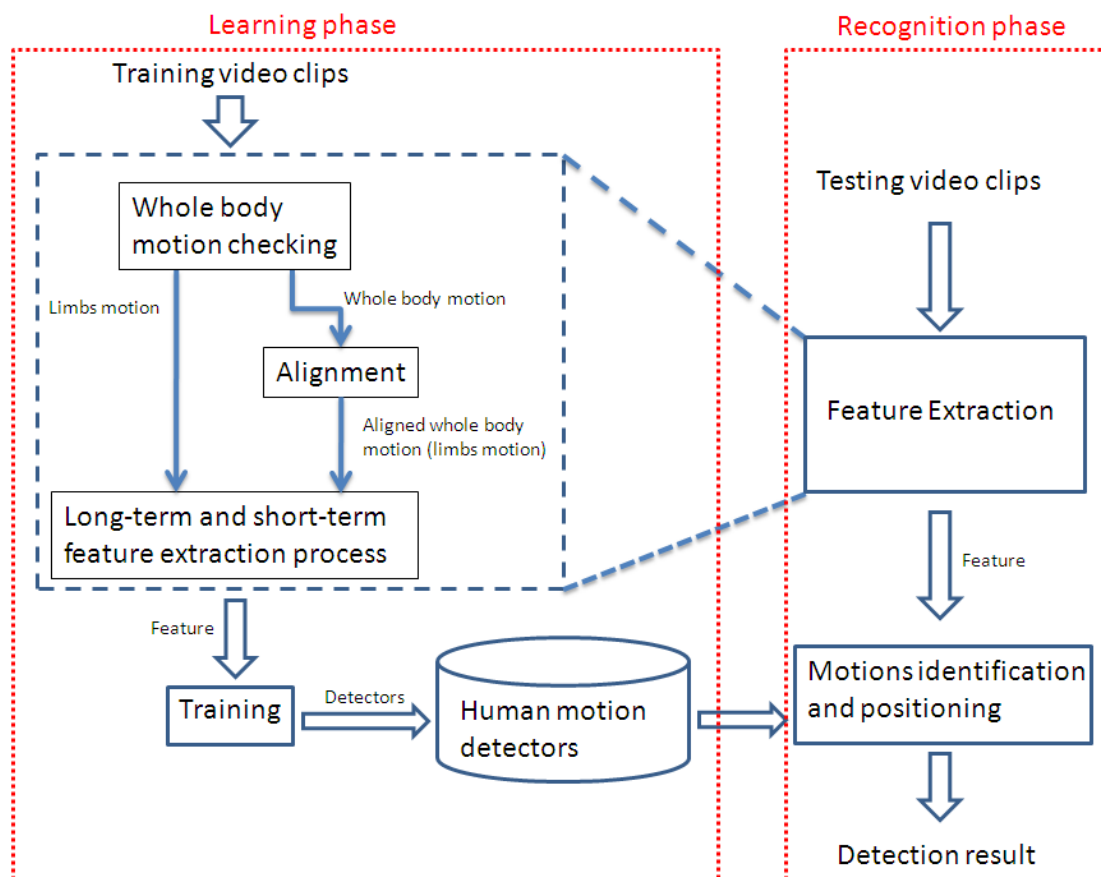 Learning phase
Training video clips
Whole body
motion checking
Limbs motion
Whole body motion
Alignment
Aligned whole body
motion (limbs motion)
Long-term and short-term
feature extraction process
Feature
Training
Detectors
Human motion
detectors
Recognition phase
Testing video clips
Feature Extraction
Feature
Motions identification
and positioning
Detection result